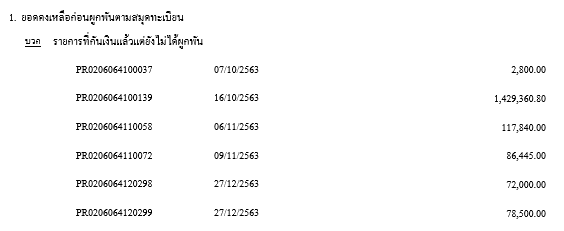 1. ยอดคงเหลือก่อนผูกพันตามสมุดทะเบียน
บวก รายการที่กันเงินแล้วแต่ยังไม่ได้ผูกพัน
PR0206064100037 07/10/2563 2,800.00
PR0206064100139 16/10/2563 1,429,360.80
PR0206064110058 06/11/2563 117,840.00
PR0206064110072 09/11/2563 86,445.00
PR0206064120298 27/12/2563 72,000.00
PR0206064120299 27/12/2563 78,500.00